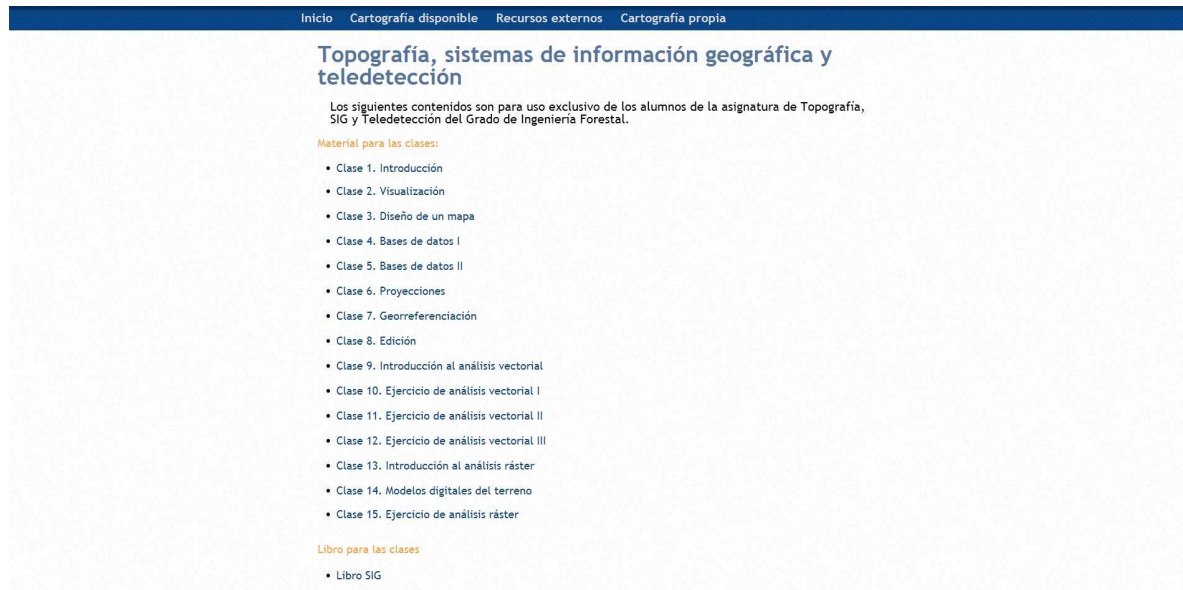 Inicio Cartografía disponible Recursos externos Cartografía propia
Topografía, sistemas de información geográfica y
teledetección
Los siguientes contenidos son para uso exclusivo de los alumnos de la asignatura de Topografía,
SIG y Teledetección del Grado de Ingeniería Forestal.
Material para las clases:
• Clase 1. Introducción
• Clase 2. Visualización
• Clase 3. Diseño de un mapa
• Clase 4. Bases de datos I
• Clase 5. Bases de datos II
• Clase 6. Proyecciones
• Clase 7. Georreferenciación
• Clase 8. Edición
• Clase 9. Introducción al análisis vectorial
• Clase 10. Ejercicio de análisis vectorial I
• Clase 11. Ejercicio de análisis vectorial II
• Clase 12. Ejercicio de análisis vectorial III
• Clase 13. Introducción al análisis ráster
• Clase 14. Modelos digitales del terreno
• Clase 15. Ejercicio de análisis ráster
Libro para las clases
• Libro SIG